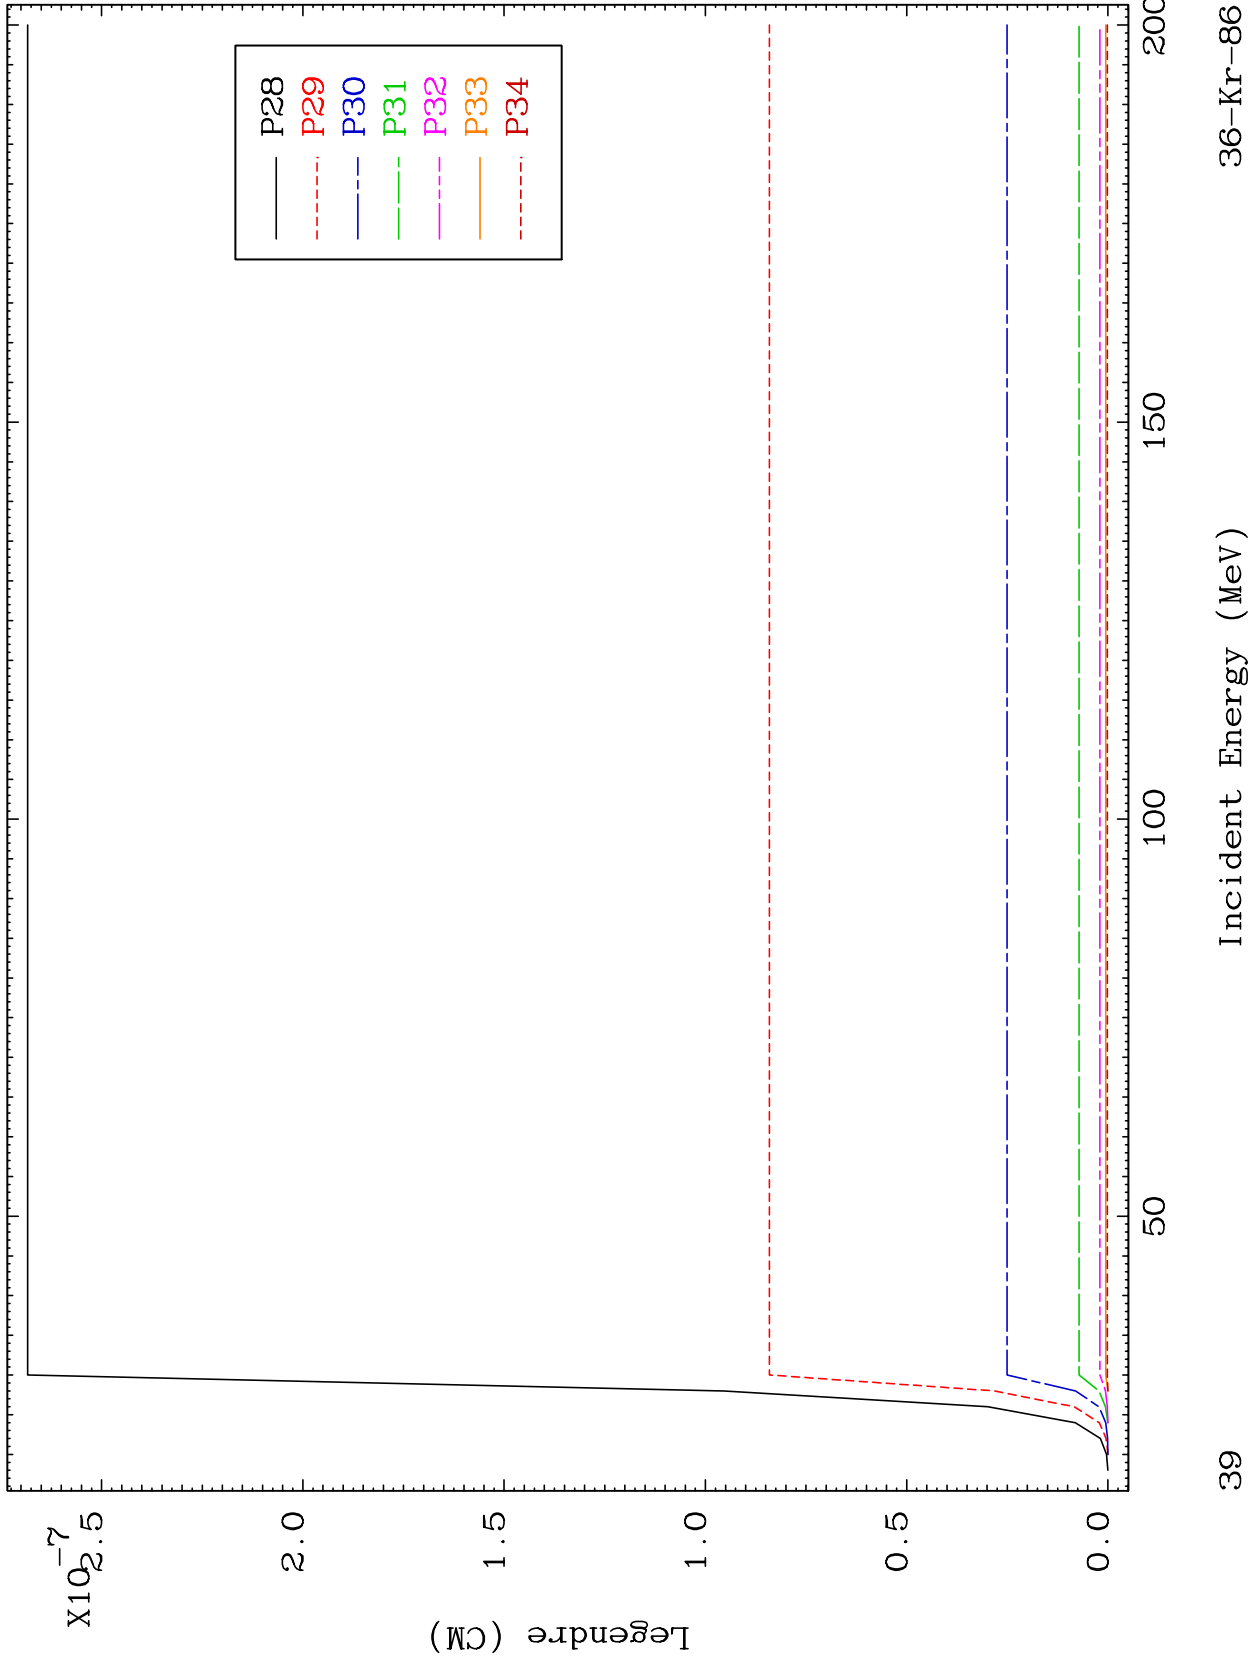 X10-7
2.5
2.0
1.5
1.0
0.5
0.0
Legendre (CM)
P28
P29
P30
P31
P32
P33
P34
50
100
150
200
39
Incident Energy (MeV)
36-Kr-86